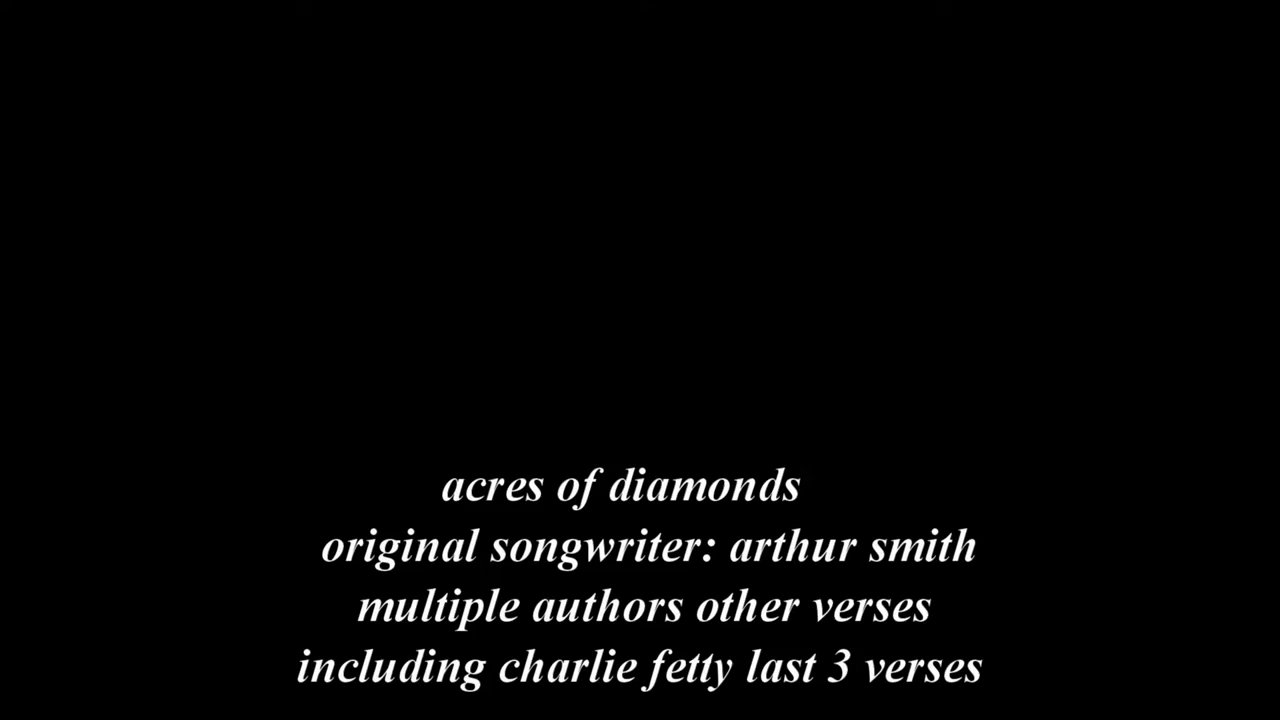 acres of diamonds
original songwriter: arthur smith
multiple authors other verses
including charlie fetty last 3 verses